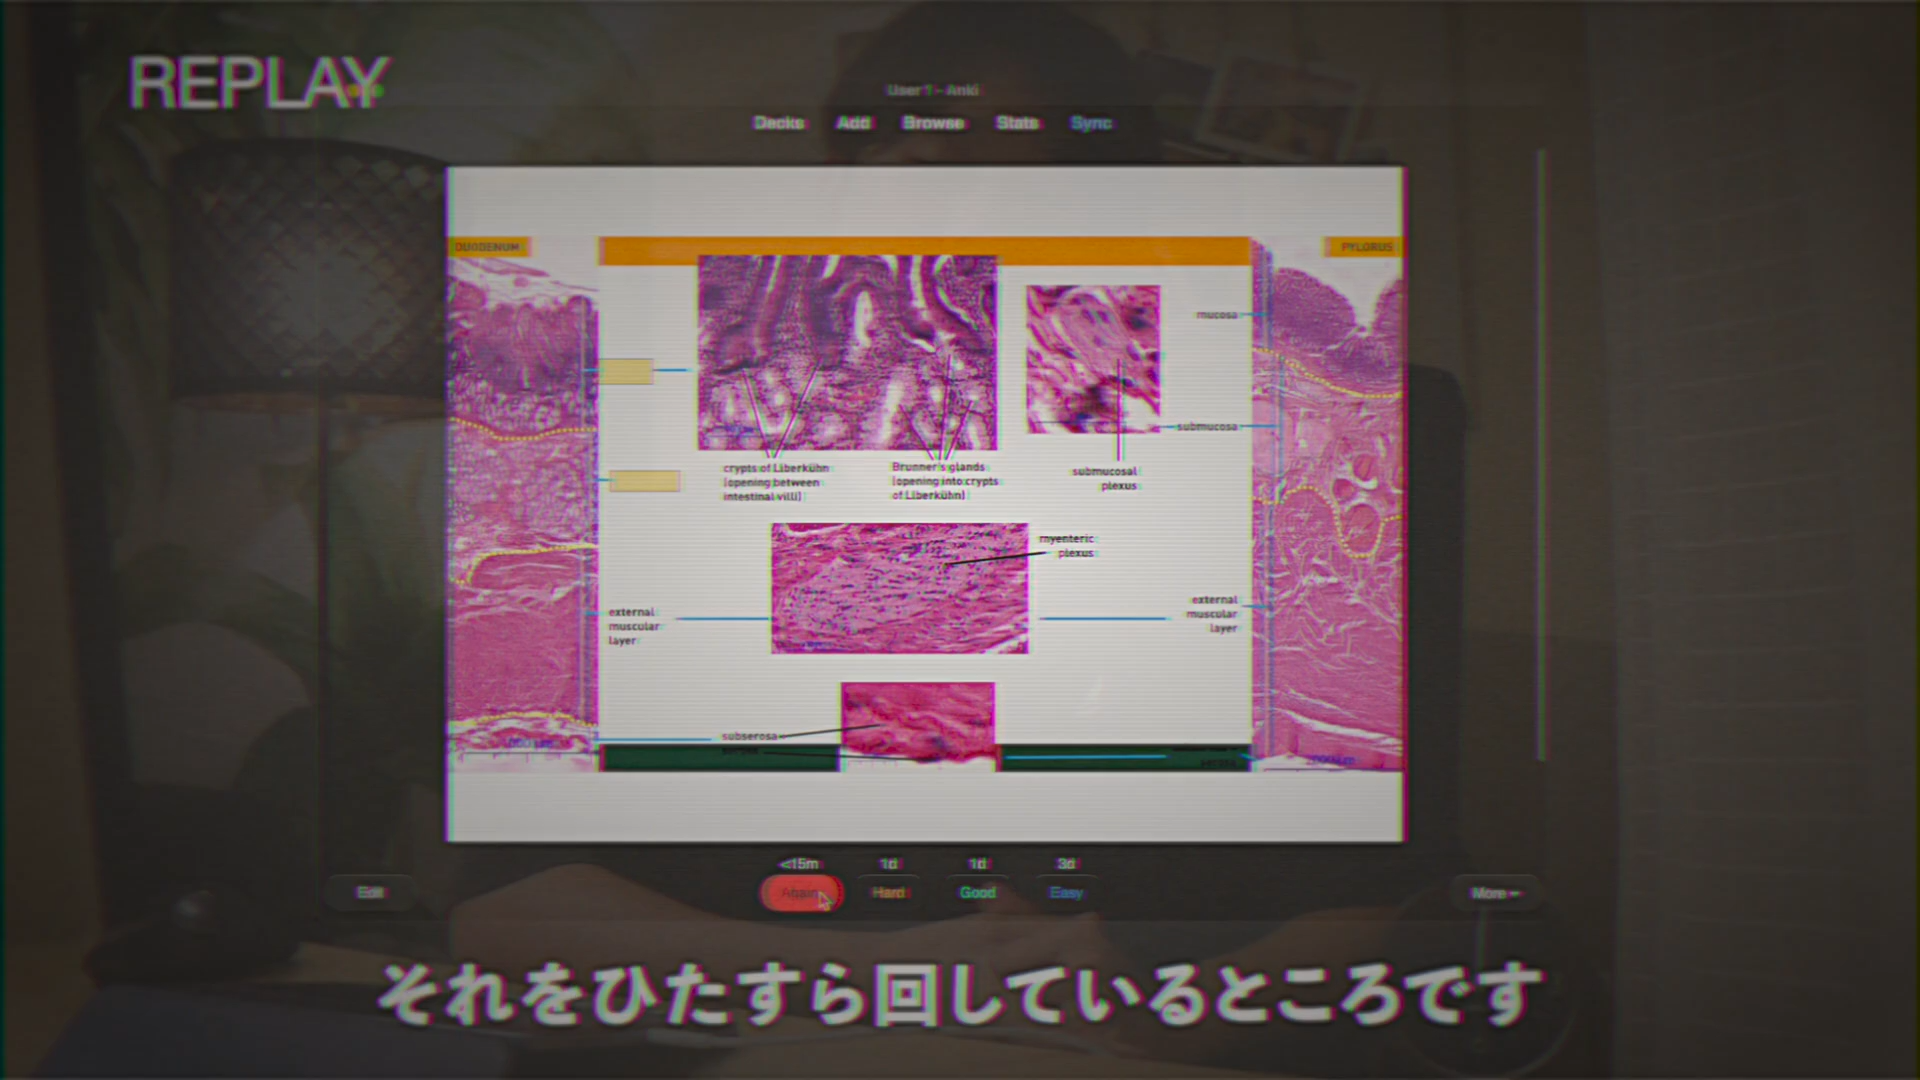 REPLAY
User 1 - Anki
Decks Add Browse Stats Sync
DUODENUM
PYLORUS
mucosa
submucosa
crypts of Liberkühn
(opening between
intestinal villi)
Brunner's glands
(opening into crypts
of Liberkühn)
submucosal
plexus
myenteric
plexus
external
muscular
layer
external
muscular
layer
subserosa
serosa
serosa
<15m 1d 1d 3d
Edit Again Hard Good Easy More
それをひたすら回しているところです